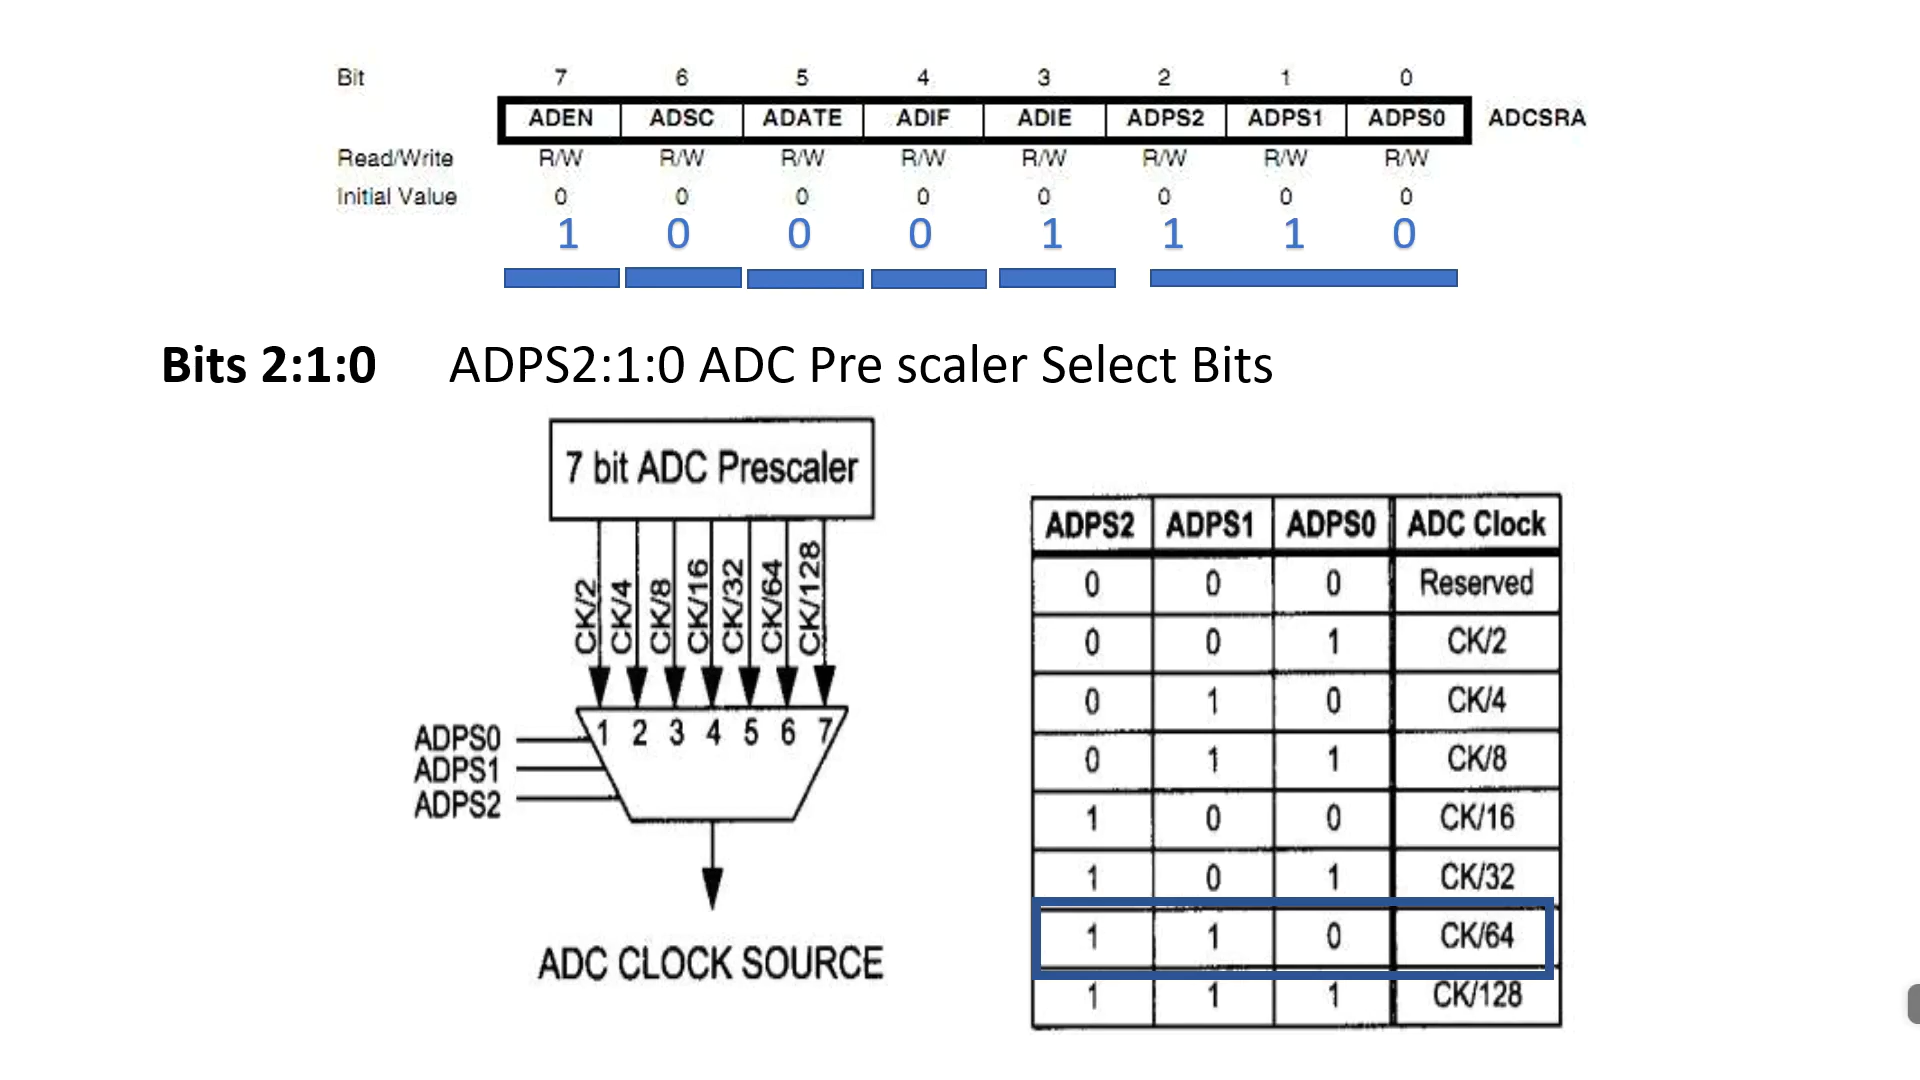 Bit 7 6 5 4 3 2 1 0
ADEN ADSC ADATE ADIF ADIE ADPS2 ADPS1 ADPS0 ADCSRA
Read/Write R/W R/W R/W R/W R/W R/W R/W R/W
Initial Value 0 0 0 0 0 0 0 0
1 0 0 0 1 1 1 0
Bits 2:1:0 ADPS2:1:0 ADC Pre scaler Select Bits
7 bit ADC Prescaler
CK/2 CK/4 CK/8 CK/16 CK/32 CK/64 CK/128
1 2 3 4 5 6 7
ADPS0
ADPS1
ADPS2
ADC CLOCK SOURCE
ADPS2 ADPS1 ADPS0 ADC Clock
0 0 0 Reserved
0 0 1 CK/2
0 1 0 CK/4
0 1 1 CK/8
1 0 0 CK/16
1 0 1 CK/32
1 1 0 CK/64
1 1 1 CK/128